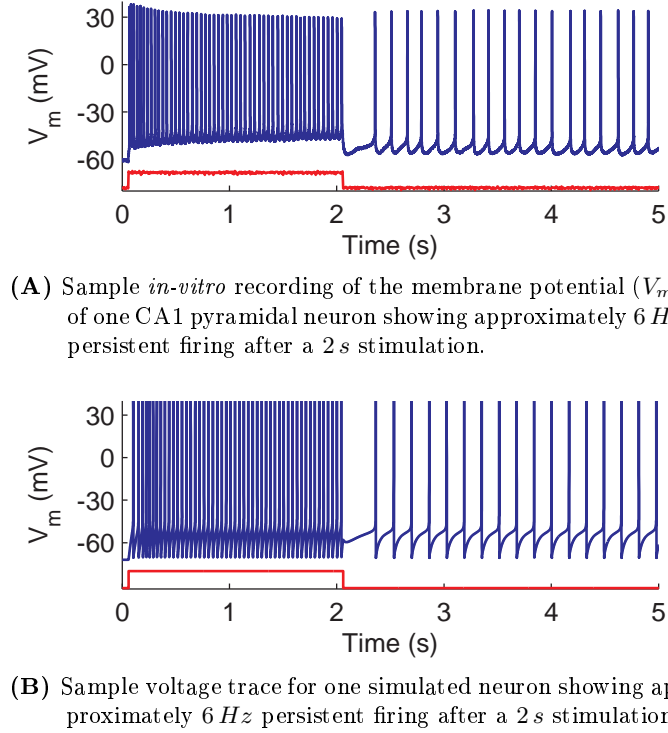 30
0
-30
-60
V_m (mV)
0 1 2 3 4 5
Time (s)
(A) Sample in-vitro recording of the membrane potential (V_m
of one CA1 pyramidal neuron showing approximately 6 H
persistent firing after a 2 s stimulation.
30
0
-30
-60
V_m (mV)
0 1 2 3 4 5
Time (s)
(B) Sample voltage trace for one simulated neuron showing ap
proximately 6 Hz persistent firing after a 2 s stimulation